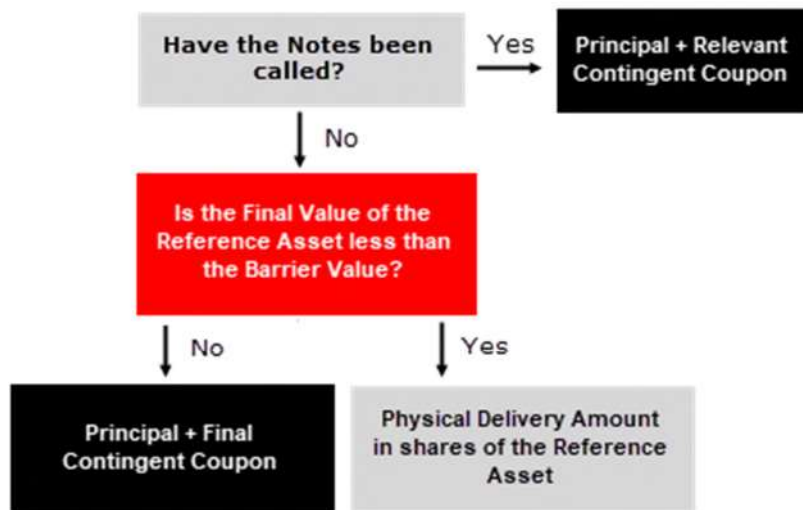 Have the Notes been
called?
Yes
Principal + Relevant
Contingent Coupon
No
Is the Final Value of the
Reference Asset less than
the Barrier Value?
No
Yes
Principal + Final
Contingent Coupon
Physical Delivery Amount
in shares of the Reference
Asset